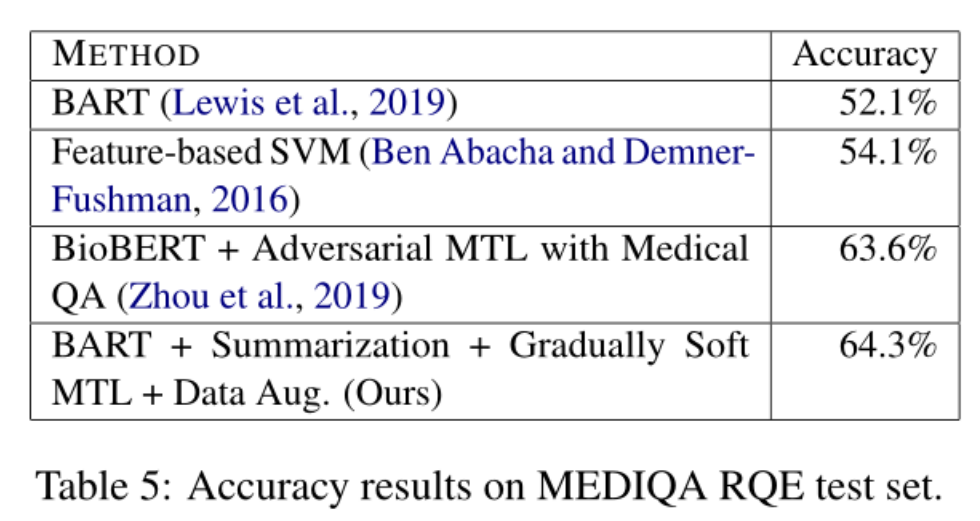 METHOD Accuracy
BART (Lewis et al., 2019) 52.1%
Feature-based SVM (Ben Abacha and Demner- 54.1%
Fushman, 2016)
BioBERT + Adversarial MTL with Medical 63.6%
QA (Zhou et al., 2019)
BART + Summarization + Gradually Soft 64.3%
MTL + Data Aug. (Ours)
Table 5: Accuracy results on MEDIQA RQE test set.